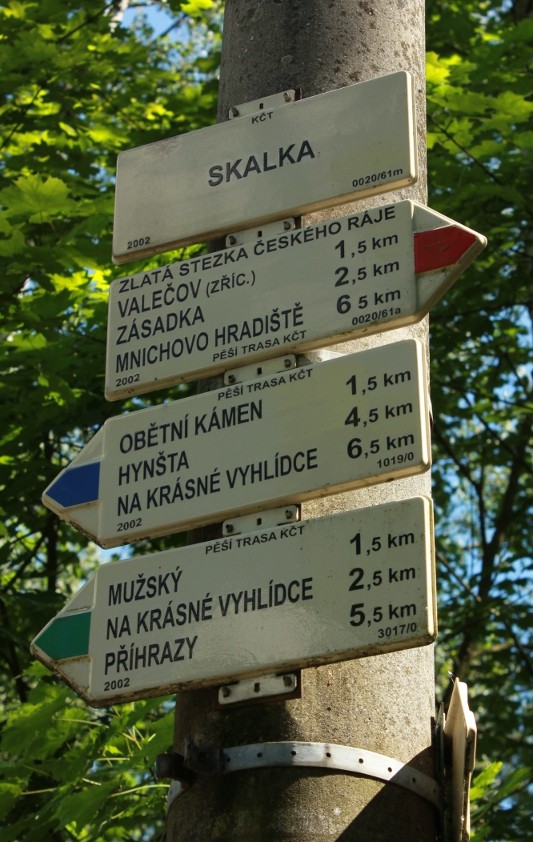 KČT
SKALKA
2002 0020/61m
ZLATÁ STEZKA ČESKÉHO RÁJE
VALEČOV (ZŘÍC.) 1,5 km
ZÁSADKA 2,5 km
MNICHOVO HRADIŠTĚ 6 5 km
2002 PĚŠÍ TRASA KČT 0020/61a
PĚŠÍ TRASA KČT
OBĚTNÍ KÁMEN 1,5 km
HYNŠTA 4,5 km
NA KRÁSNÉ VYHLÍDCE 6,5 km
2002 1019/0
PĚŠÍ TRASA KČT
MUŽSKÝ 1,5 km
NA KRÁSNÉ VYHLÍDCE 2,5 km
PŘÍHRAZY 5,5 km
2002 3017/0